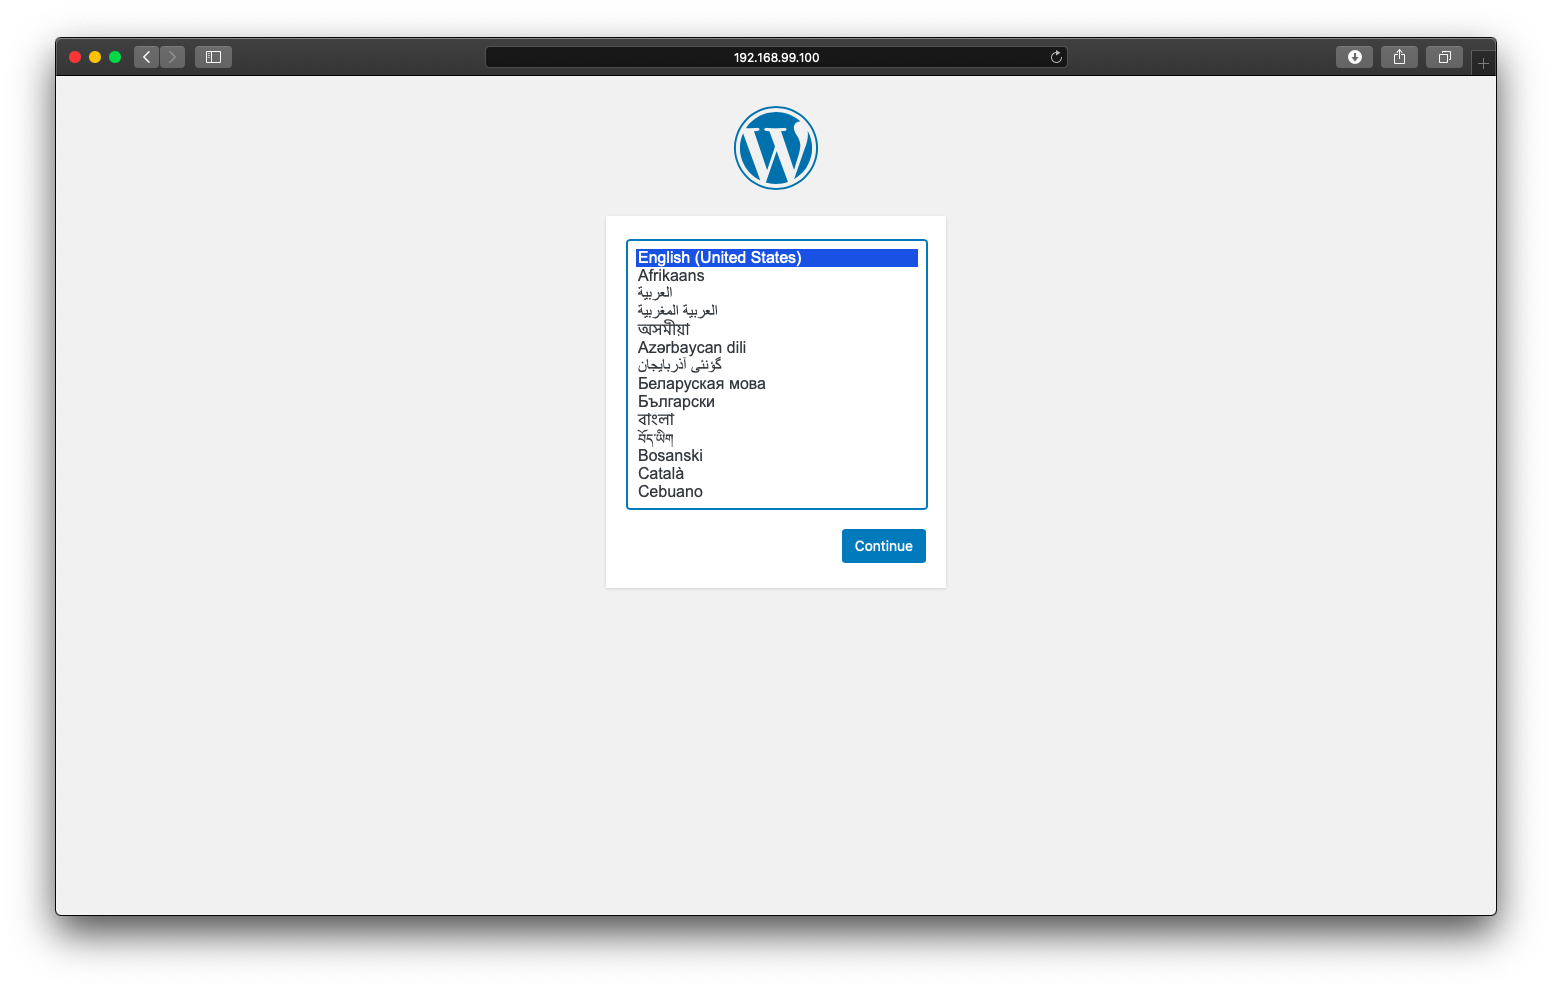 192.168.99.100
English (United States)
Afrikaans
العربية
العربية المغربية
অসমীয়া
Azərbaycan dili
گؤنئی آذربایجان
Беларуская мова
Български
বাংলা
བོད་ཡིག
Bosanski
Català
Cebuano
Continue